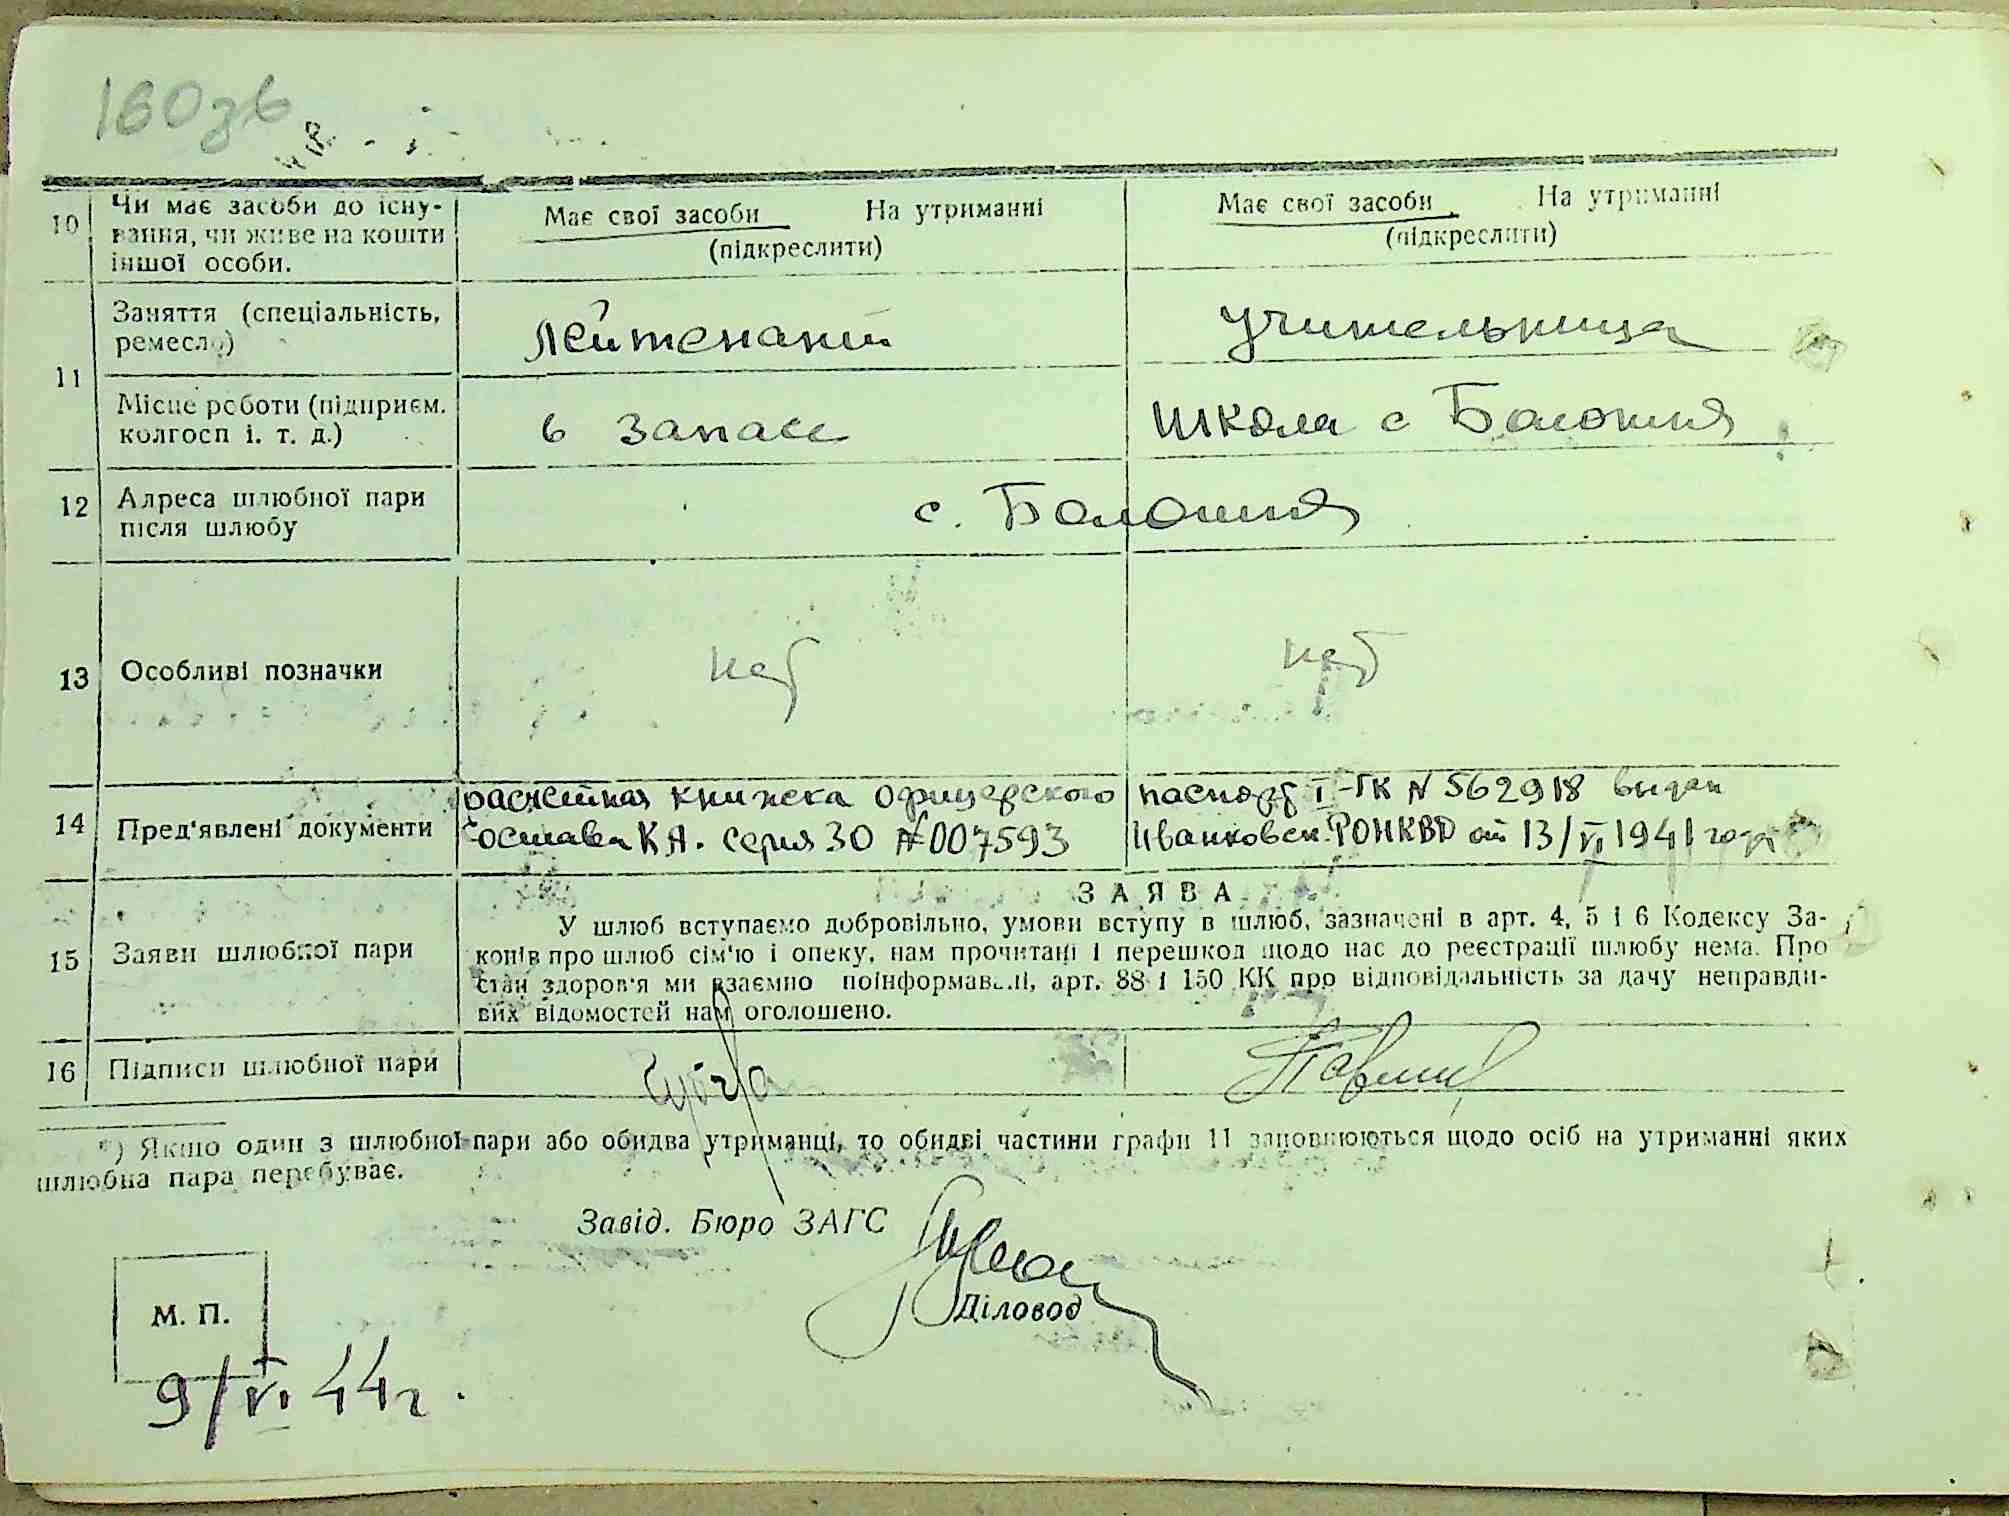 160зв
10 Чи має засоби до існу-
вання, чи живе на кошти
іншої особи.
Має свої засоби На утриманні
(підкреслити)
Має свої засоби На утриманні
(підкреслити)
11 Заняття (спеціальність,
ремесло)
Лейтенант
учительница
Місце роботи (підприєм.
колгосп і. т. д.)
в запасе
школа с Болотня
12 Адреса шлюбної пари
після шлюбу
с. Болотня
13 Особливі позначки
нет
нет
14 Пред'явлені документи
расчетная книжка офицерского
состава КА. серия 30 № 007593
паспорт I-ГК N 562918 выдан
Иванковск. РОНКВД от 13/VI 1941 года
15 Заяви шлюбної пари
ЗАЯВА
У шлюб вступаємо добровільно, умови вступу в шлюб, зазначені в арт. 4, 5 і 6 Кодексу За-
конів про шлюб сім'ю і опеку, нам прочитані і перешкод щодо нас до реєстрації шлюбу нема. Про
стан здоров'я ми взаємно поінформавалі, арт. 88 і 150 КК про відповідальність за дачу неправди-
вих відомостей нам оголошено.
16 Підписи шлюбної пари
*) Якщо один з шлюбної пари або обидва утриманці, то обидві частини графи 11 заповнюються щодо осіб на утриманні яких
шлюбна пара перебуває.
Завід. Бюро ЗАГС
Діловод
М. П.
9/VI 44г.